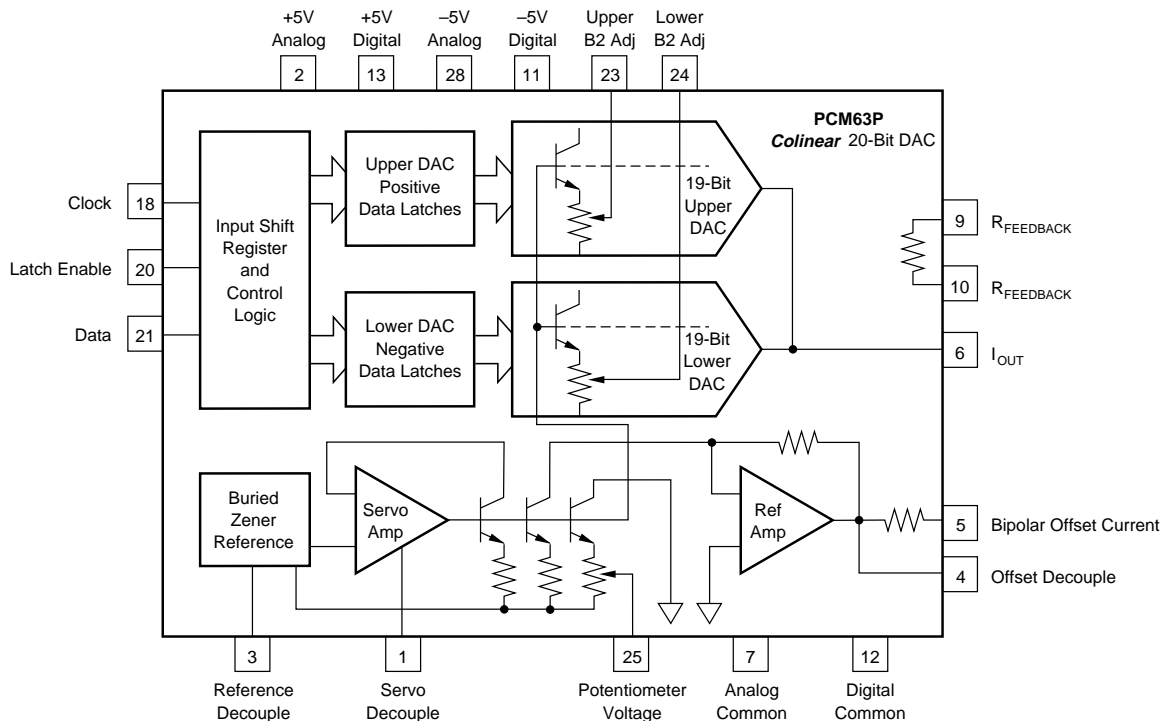 +5V
Analog
+5V
Digital
–5V
Analog
–5V
Digital
Upper
B2 Adj
Lower
B2 Adj
2
13
28
11
23
24
PCM63P
Colinear 20-Bit DAC
Clock
18
Latch Enable
20
Data
21
Input Shift
Register
and
Control
Logic
Upper DAC
Positive
Data Latches
19-Bit
Upper
DAC
Lower DAC
Negative
Data Latches
19-Bit
Lower
DAC
9
RFEEDBACK
10
RFEEDBACK
6
IOUT
Buried
Zener
Reference
Servo
Amp
Ref
Amp
5
Bipolar Offset Current
4
Offset Decouple
3
1
25
7
12
Reference
Decouple
Servo
Decouple
Potentiometer
Voltage
Analog
Common
Digital
Common